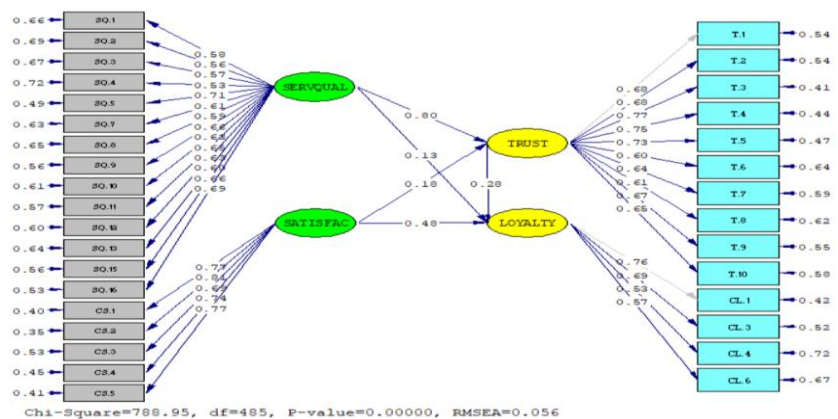 0.66 SQ.1
0.69 SQ.2
0.67 SQ.3
0.72 SQ.4
0.49 SQ.5
0.63 SQ.7
0.65 SQ.8
0.56 SQ.9
0.61 SQ.10
0.57 SQ.11
0.60 SQ.12
0.64 SQ.13
0.56 SQ.15
0.53 SQ.16
0.40 CS.1
0.35 CS.2
0.53 CS.3
0.45 CS.4
0.41 CS.5
0.58
0.56
0.57
0.53
0.71
0.61
0.59
0.66
0.63
0.66
0.69
0.77
0.81
0.69
0.74
0.77
SERVQUAL
SATISFAC
0.80
0.13
0.18
0.28
0.48
TRUST
LOYALTY
0.68
0.68
0.77
0.75
0.73
0.60
0.64
0.61
0.67
0.65
0.76
0.69
0.53
0.57
T.1 0.54
T.2 0.54
T.3 0.41
T.4 0.44
T.5 0.47
T.6 0.64
T.7 0.59
T.8 0.62
T.9 0.55
T.10 0.58
CL.1 0.42
CL.3 0.52
CL.4 0.72
CL.6 0.67
Chi-Square=788.95, df=485, P-value=0.00000, RMSEA=0.056